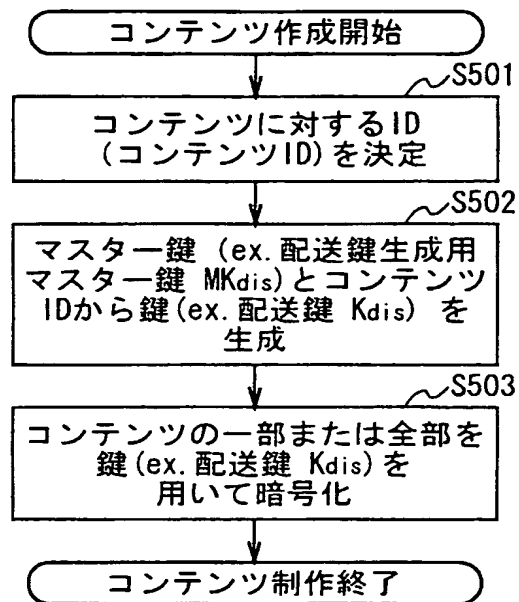 コンテンツ作成開始
S501
コンテンツに対するID
(コンテンツID)を決定
S502
マスター鍵 (ex.配送鍵生成用
マスター鍵 MKdis)とコンテンツ
IDから鍵(ex.配送鍵 Kdis) を
生成
S503
コンテンツの一部または全部を
鍵(ex.配送鍵 Kdis)を
用いて暗号化
コンテンツ制作終了